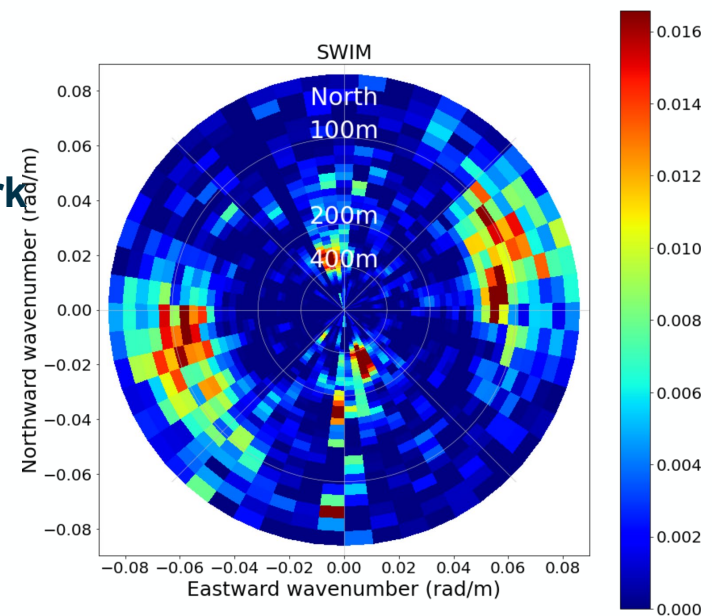 SWIM
North
100m
200m
400m
0.08
0.06
0.04
0.02
0.00
−0.02
−0.04
−0.06
−0.08
Northward wavenumber (rad/m)
rk
−0.08 −0.06 −0.04 −0.02 0.00 0.02 0.04 0.06 0.08
Eastward wavenumber (rad/m)
0.016
0.014
0.012
0.010
0.008
0.006
0.004
0.002
0.000